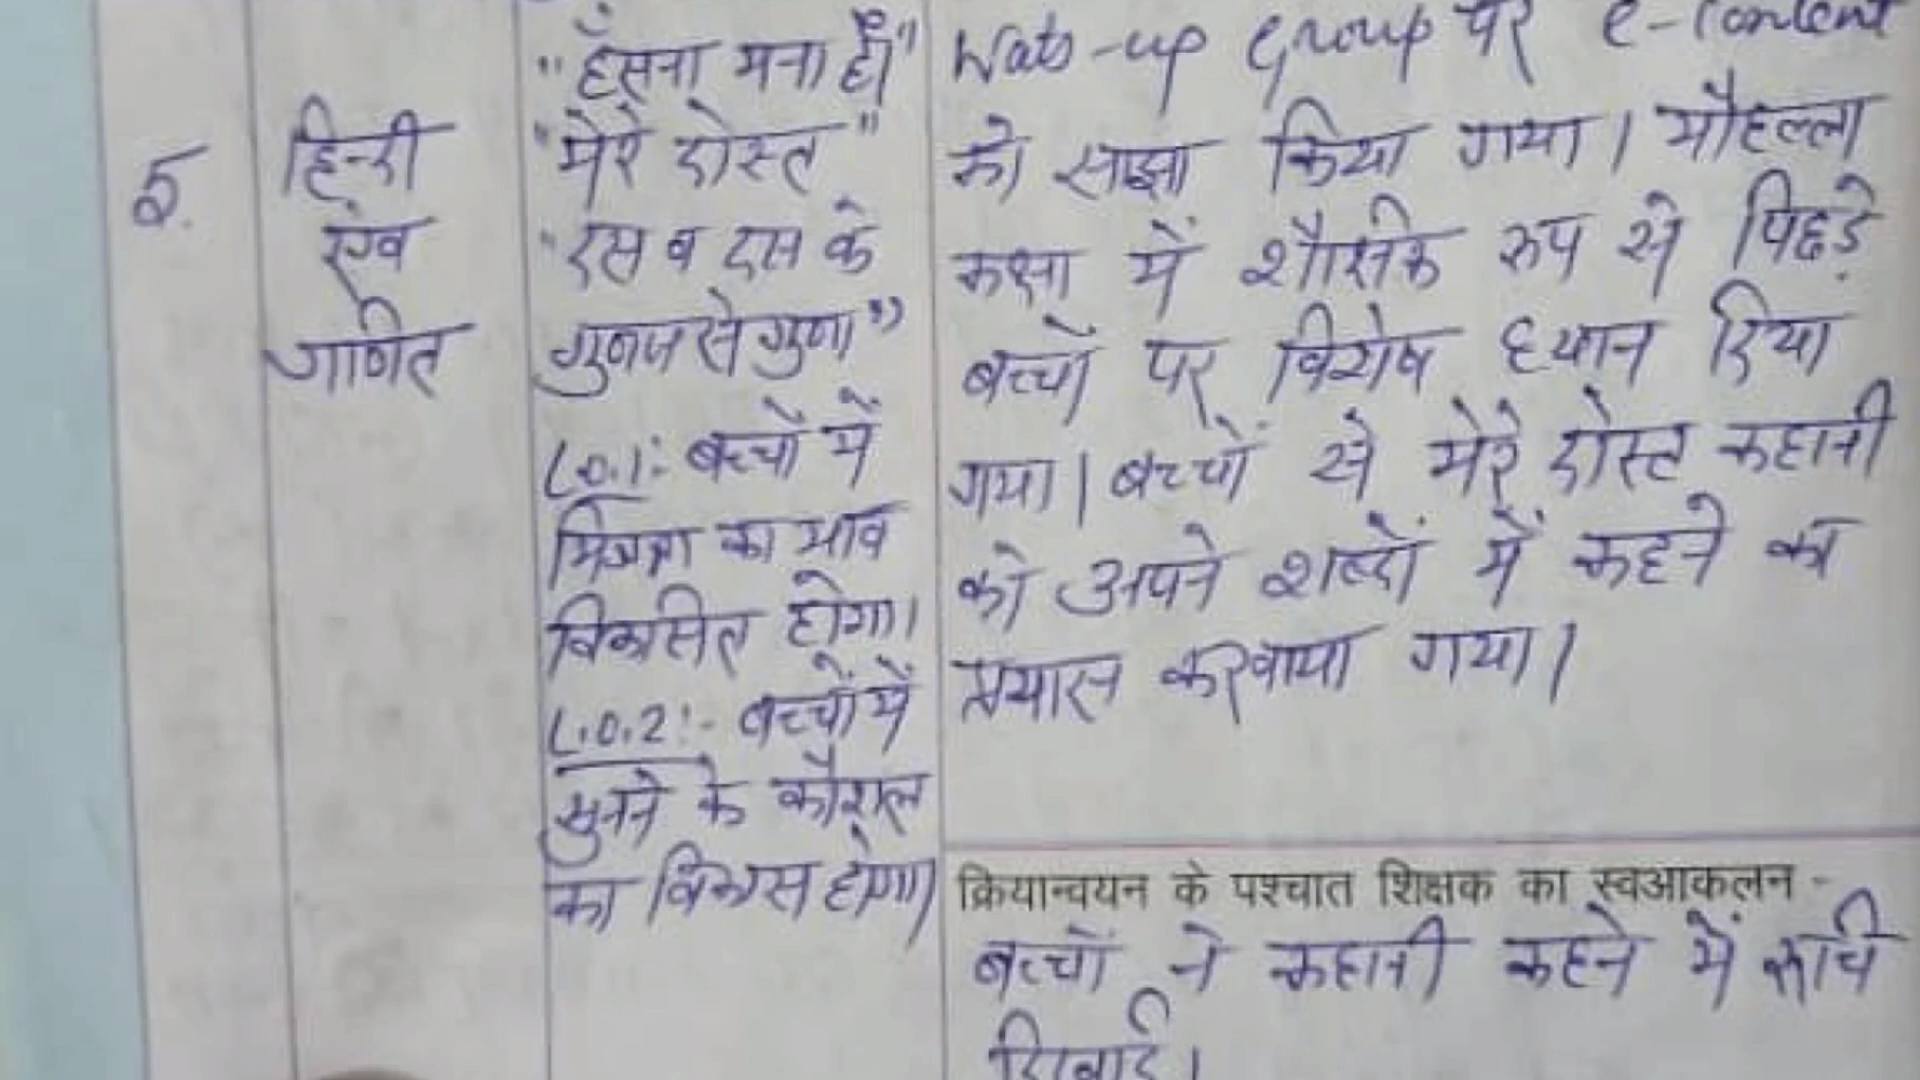 5.
हिन्दी
एंव
गणित
"हँसना मना है"
"मेरे दोस्त"
"दस व दस के
गुणज से गुणा"
L.O.1:- बच्चों में
मित्रता का भाव
विकसित होगा।
L.O.2:- बच्चों में
सुनने के कौशल
का विकास होगा।
Wats-up group पर e-content
को साझा किया गया। मौहल्ला
कक्षा में शैक्षिक रुप से पिछड़े
बच्चों पर विशेष ध्यान दिया
गया। बच्चों से मेरे दोस्त कहानी
को अपने शब्दों में कहने का
प्रयास करवाया गया।
क्रियान्वयन के पश्चात शिक्षक का स्वआकलन -
बच्चों ने कहानी कहने में रूचि
दिखाई।